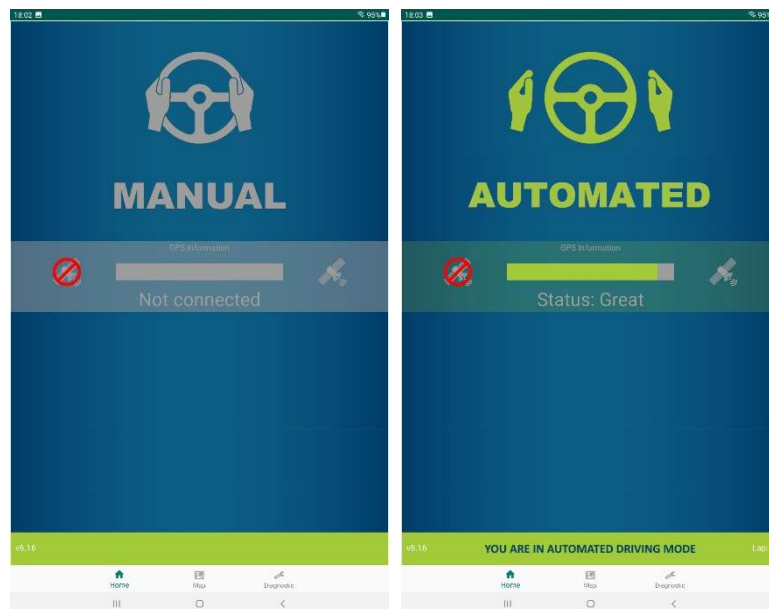 18:02
95%
MANUAL
GPS Information
Not connected
v6.16
Home
Map
Diagnostic
18:03
95%
AUTOMATED
GPS Information
Status: Great
v6.16
YOU ARE IN AUTOMATED DRIVING MODE
Lap
Home
Map
Diagnostic